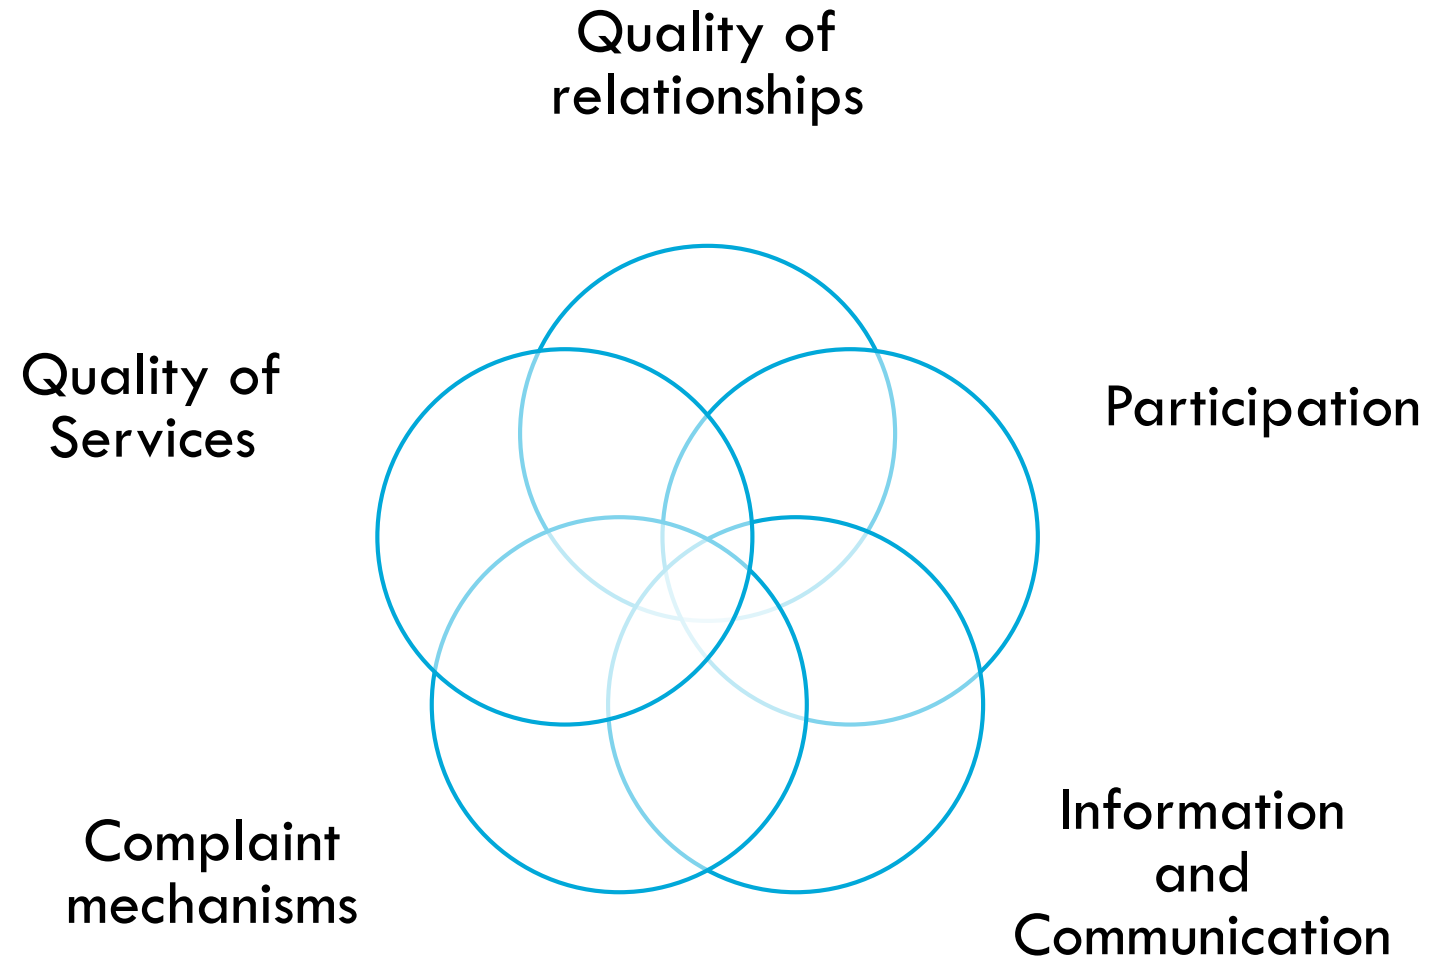 Quality of
relationships
Quality of
Services
Participation
Complaint
mechanisms
Information
and
Communication